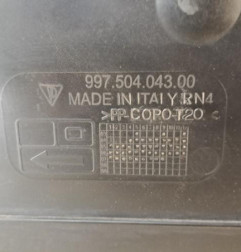 997.504.043.00
MADE IN ITALY RN4
>PP-COPO-T20<